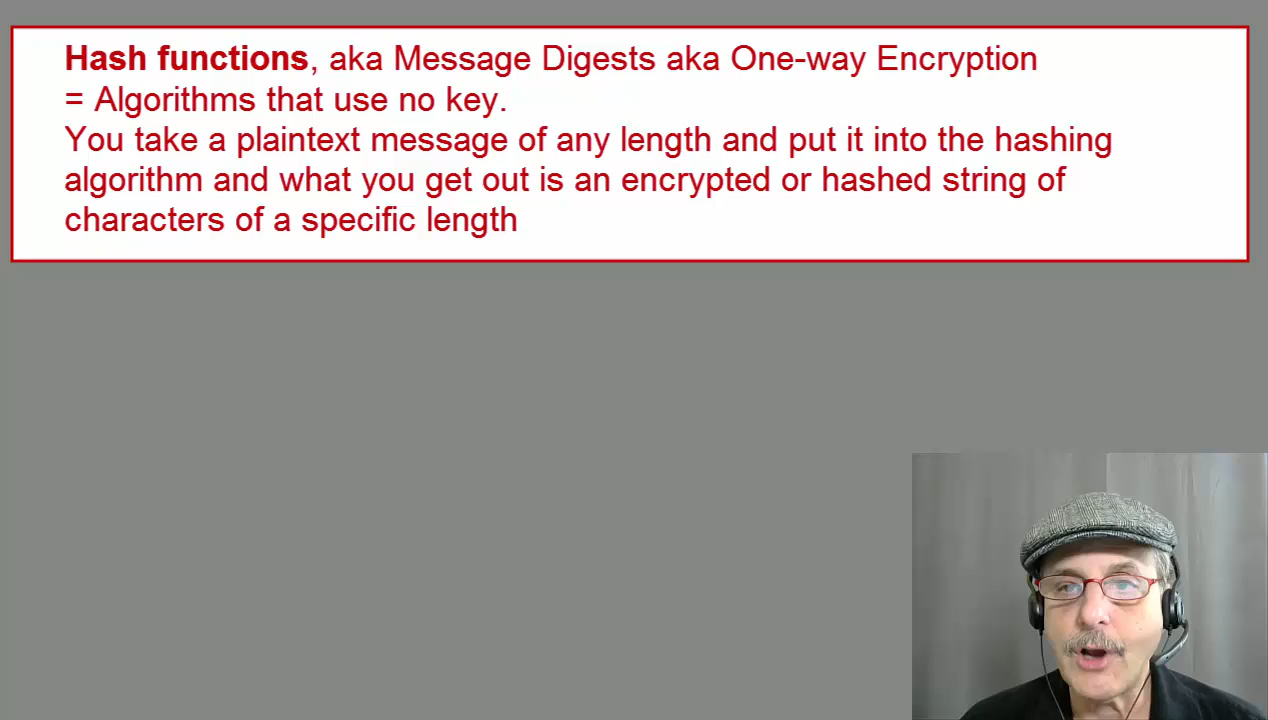 Hash functions, aka Message Digests aka One-way Encryption
= Algorithms that use no key.
You take a plaintext message of any length and put it into the hashing
algorithm and what you get out is an encrypted or hashed string of
characters of a specific length